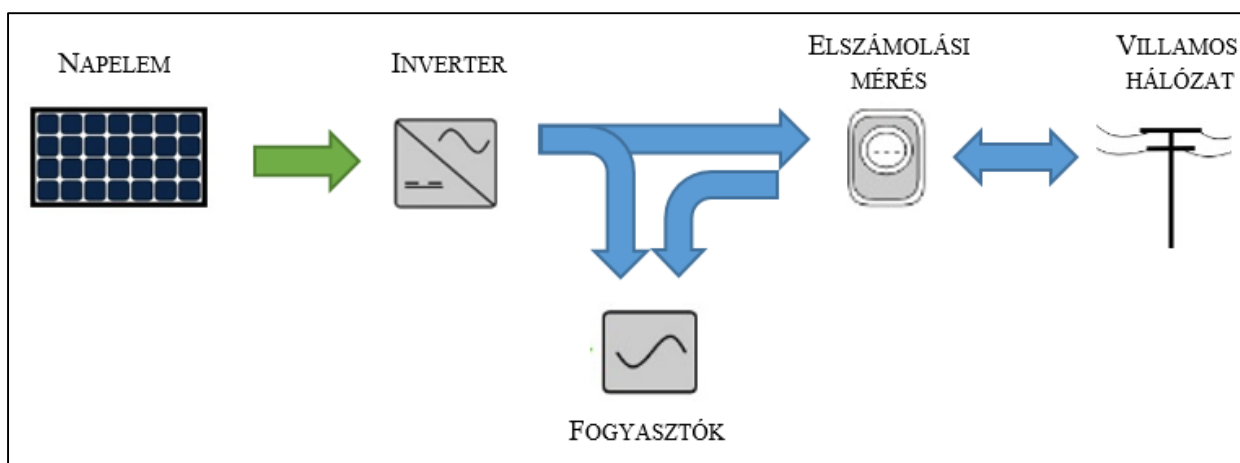 NAPELEM
INVERTER
ELSZÁMOLÁSI
MÉRÉS
VILLAMOS
HÁLÓZAT
FOGYASZTÓK